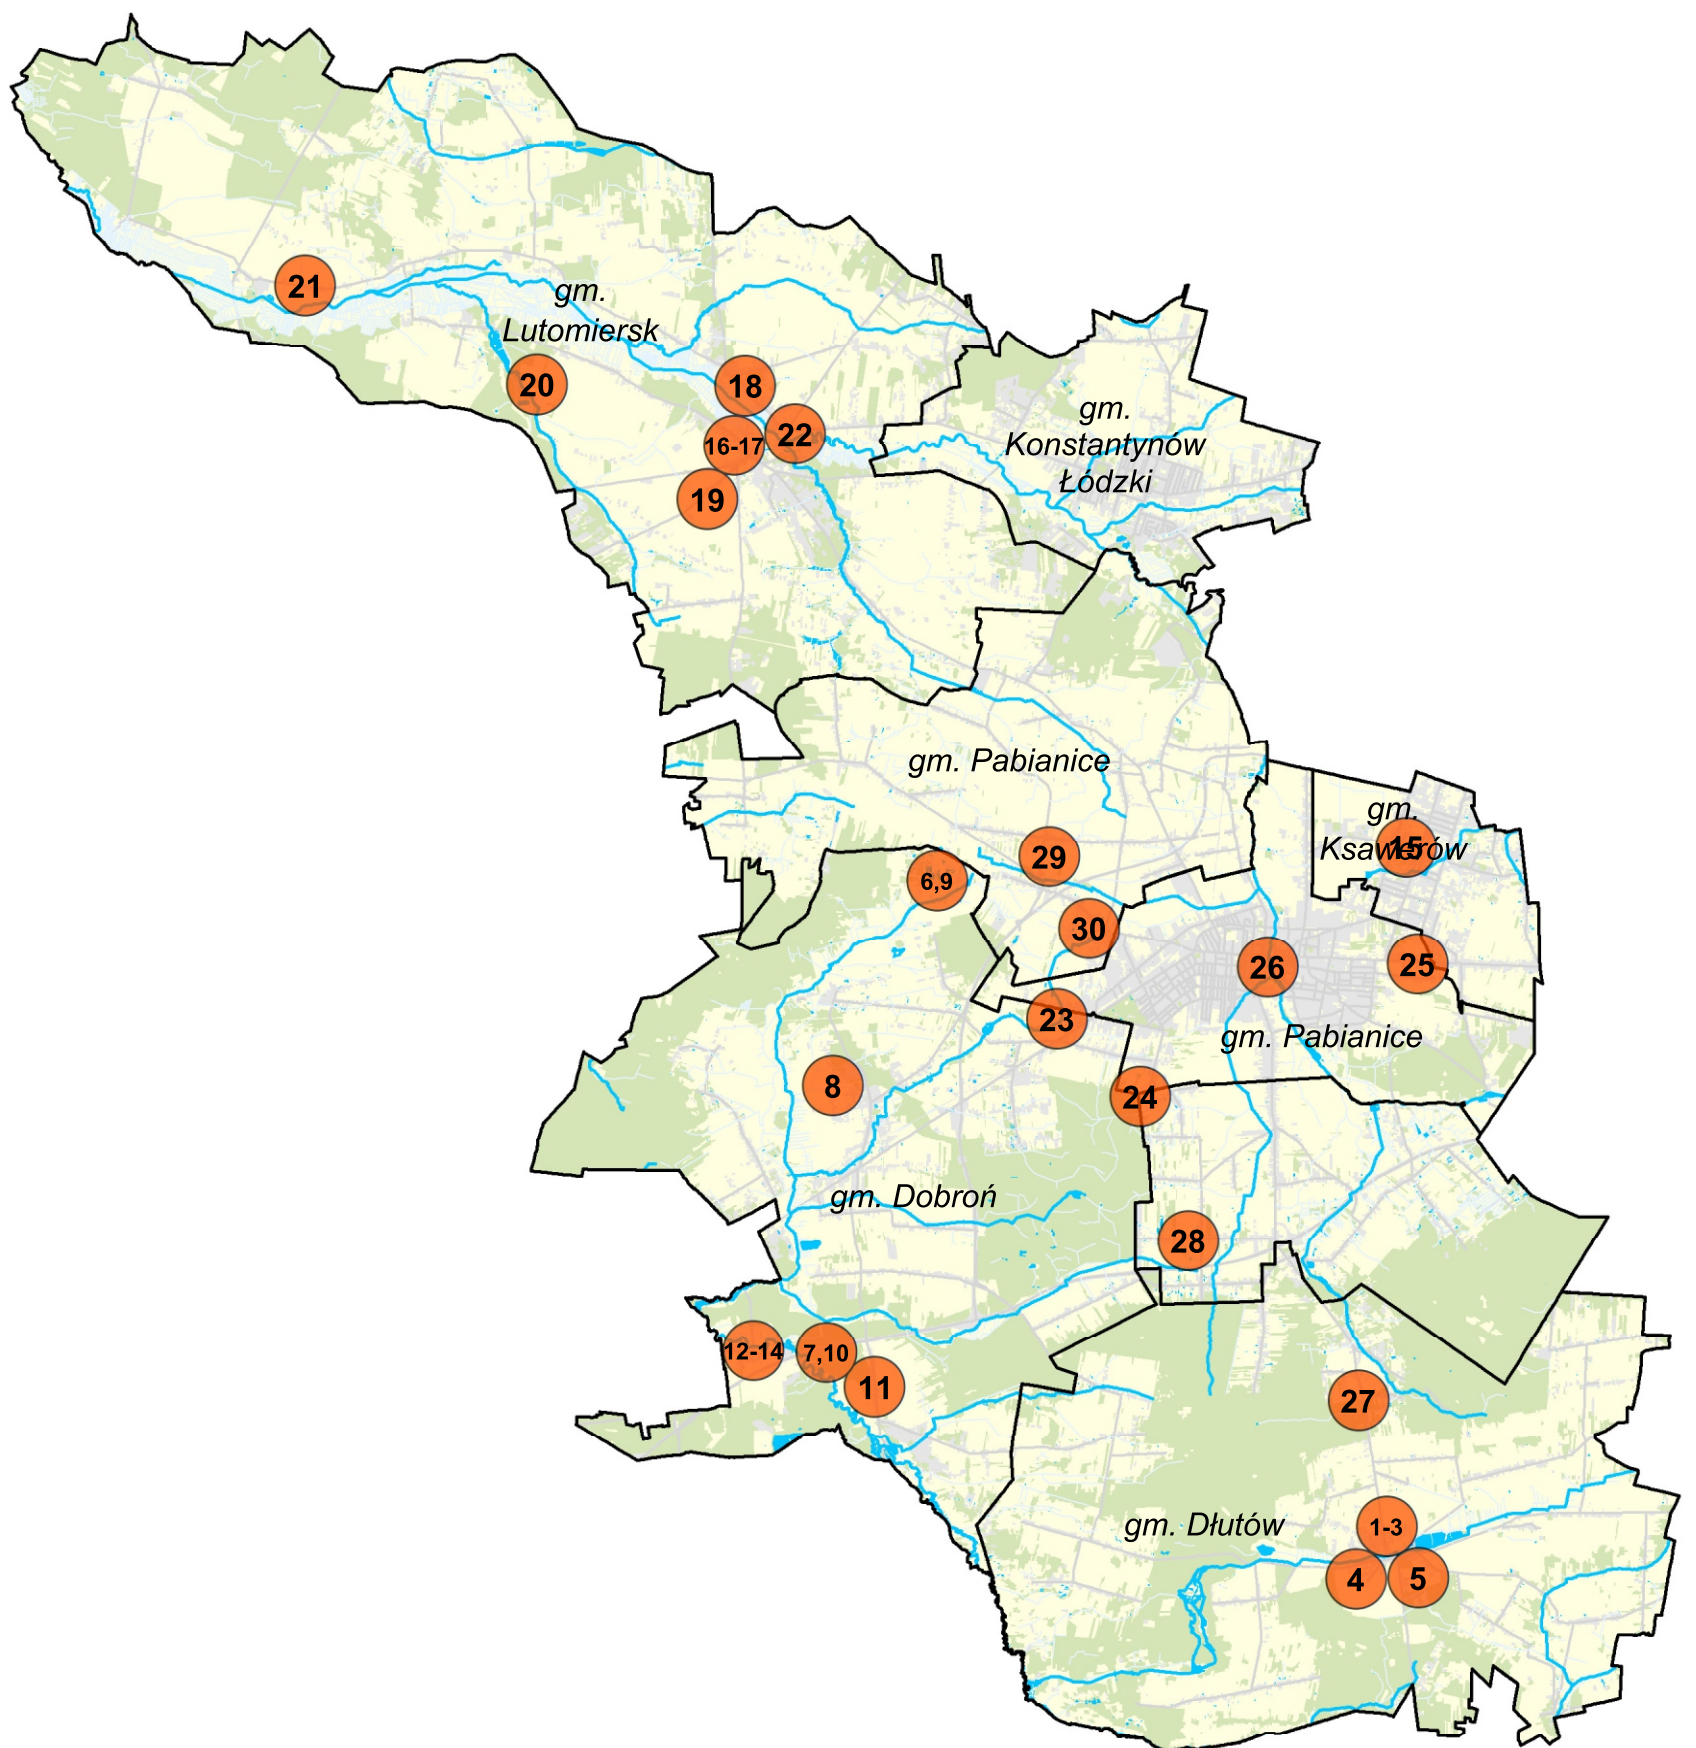 21
gm.
Lutomiersk
20
18
22
16-17
19
gm.
Konstantynów
Łódzki
gm. Pabianice
gm.
Ksawerów
15
29
6,9
30
26
25
23
gm. Pabianice
8
24
gm. Dobroń
28
12-14
7,10
11
27
gm. Dłutów
1-3
4
5